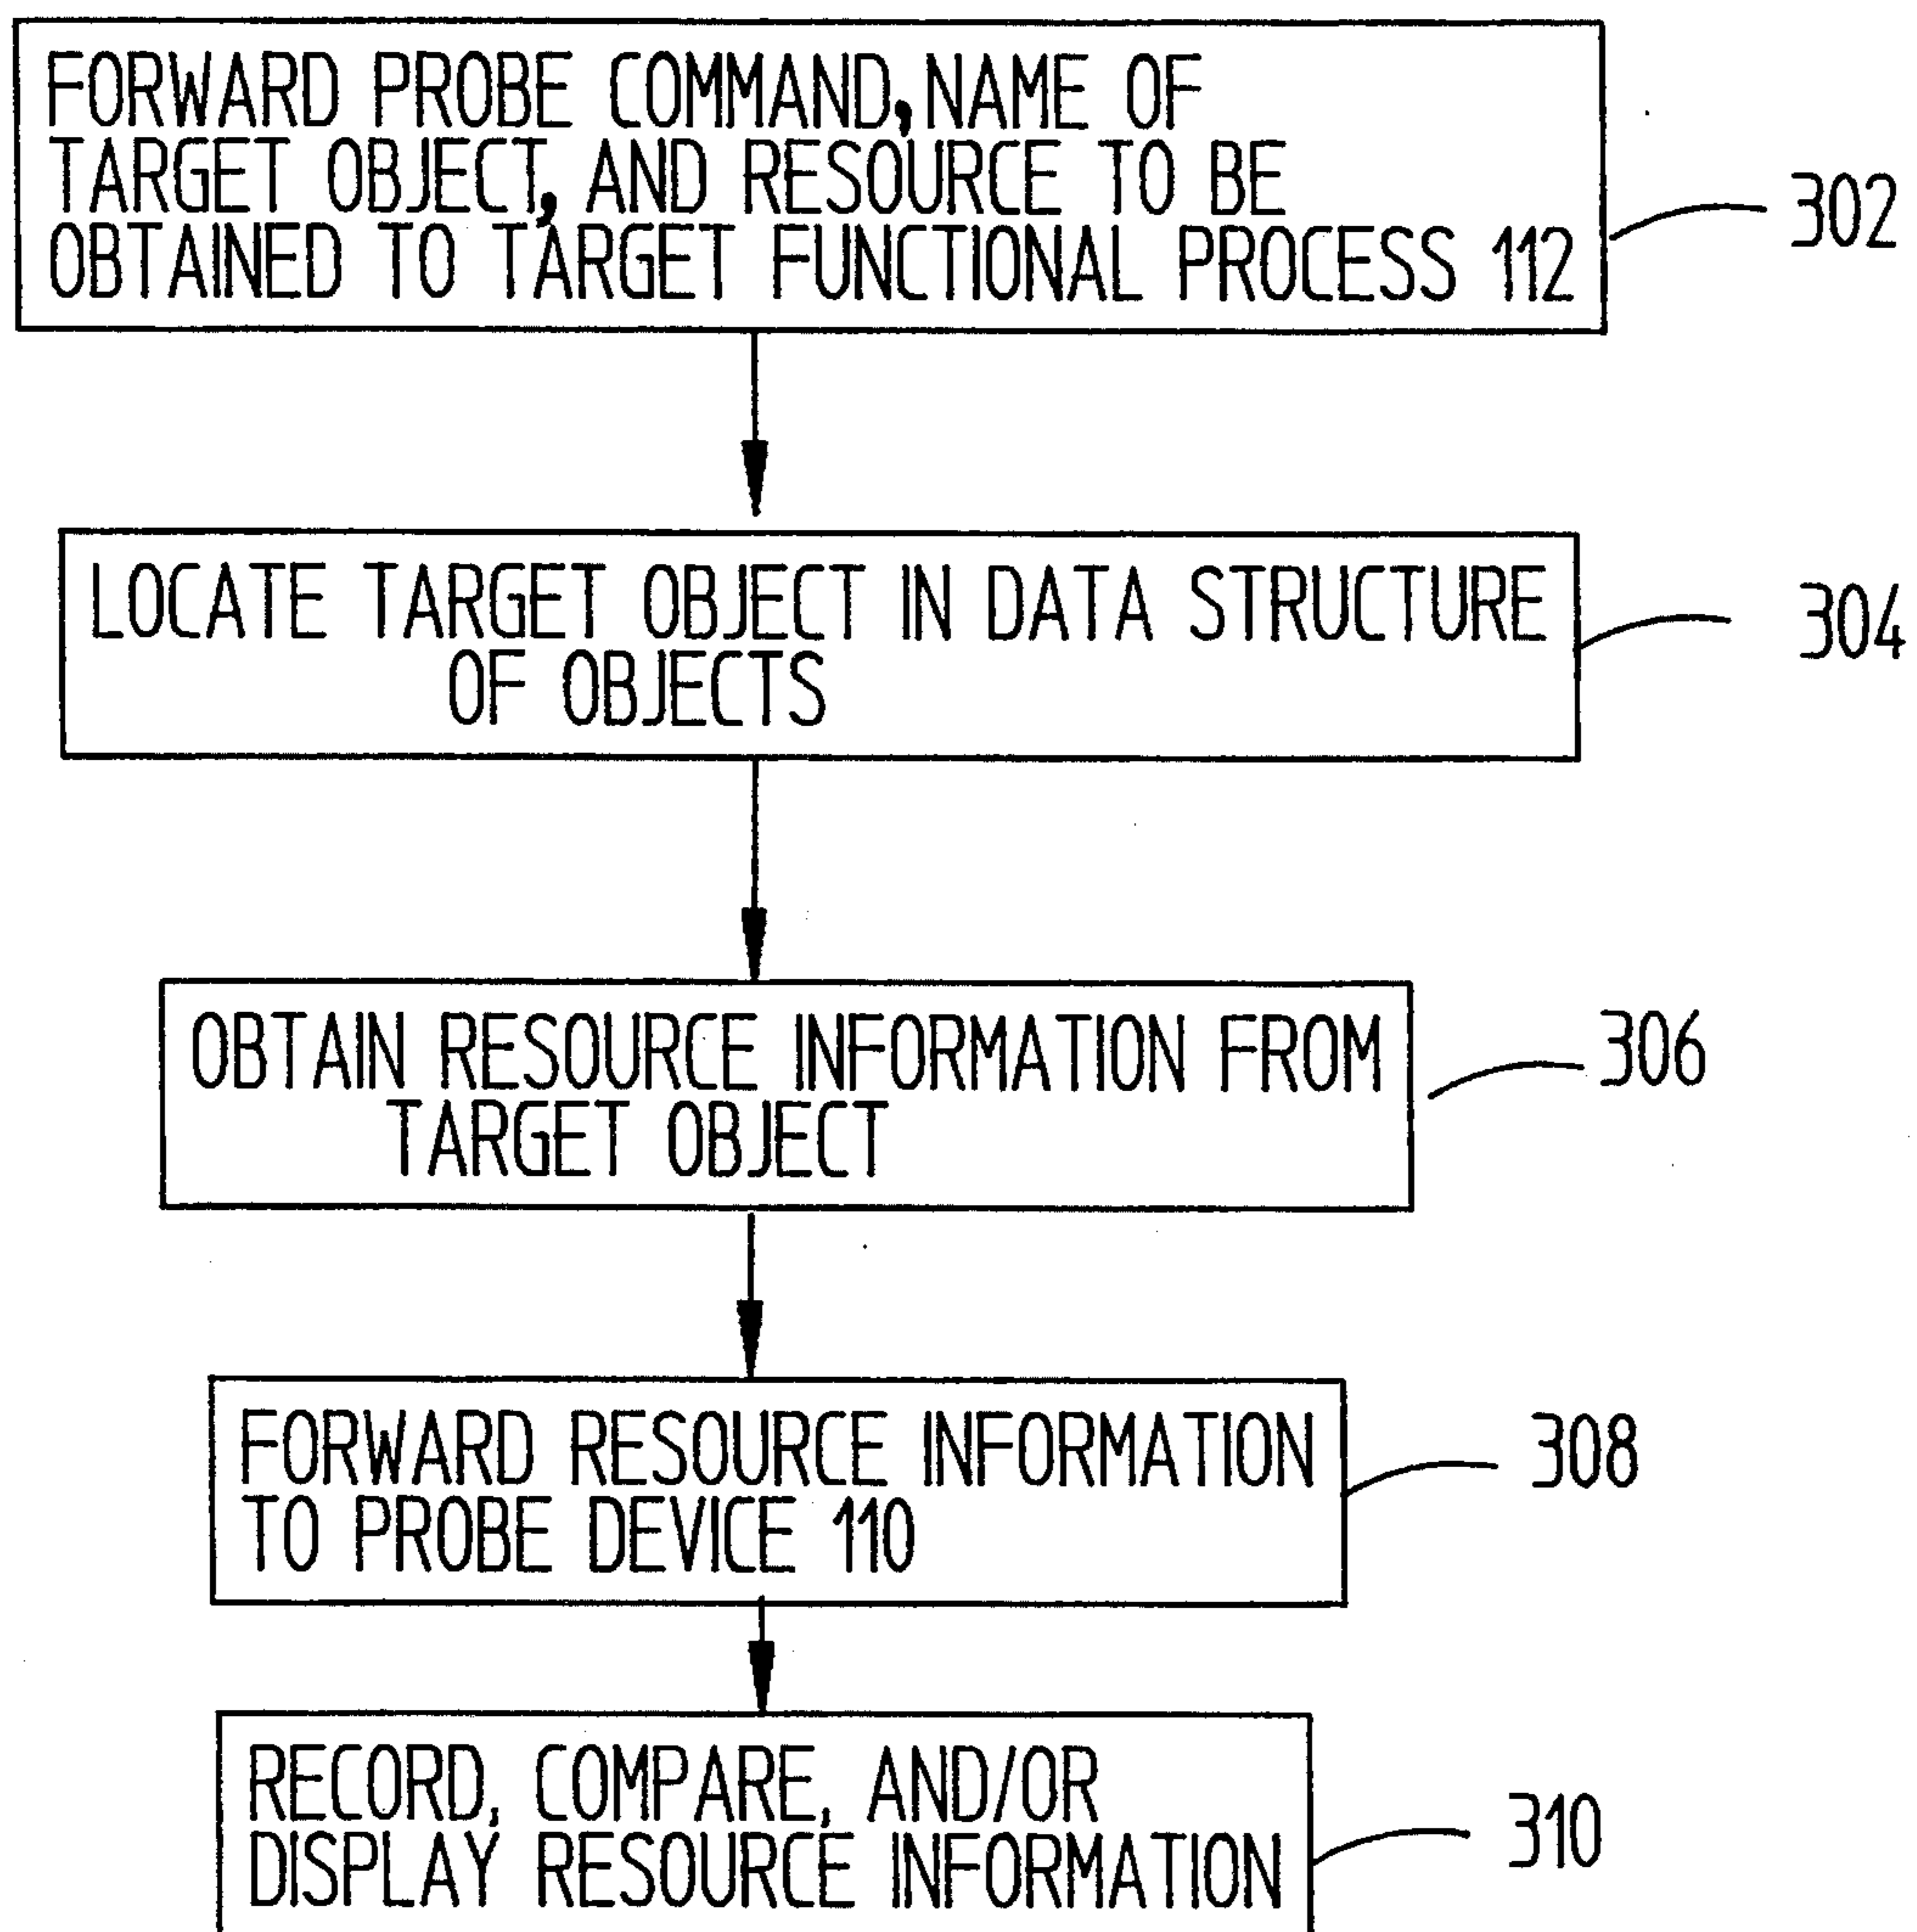 FORWARD PROBE COMMAND, NAME OF
TARGET OBJECT, AND RESOURCE TO BE
OBTAINED TO TARGET FUNCTIONAL PROCESS 112
302
LOCATE TARGET OBJECT IN DATA STRUCTURE
OF OBJECTS
304
OBTAIN RESOURCE INFORMATION FROM
TARGET OBJECT
306
FORWARD RESOURCE INFORMATION
TO PROBE DEVICE 110
308
RECORD, COMPARE, AND/OR
DISPLAY RESOURCE INFORMATION
310